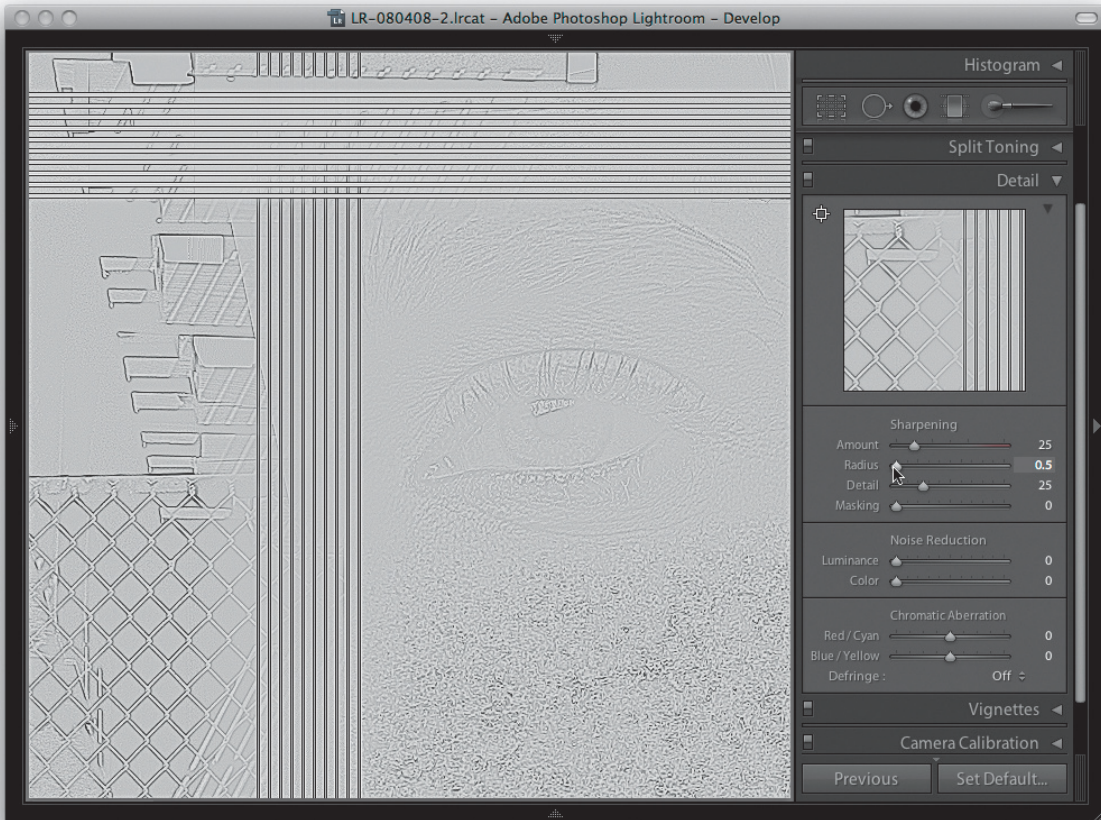 LR-080408-2.lrcat – Adobe Photoshop Lightroom – Develop
Histogram
Split Toning
Detail
Sharpening
Amount 25
Radius 0.5
Detail 25
Masking 0
Noise Reduction
Luminance 0
Color 0
Chromatic Aberration
Red / Cyan 0
Blue / Yellow 0
Defringe : Off
Vignettes
Camera Calibration
Previous Set Default...